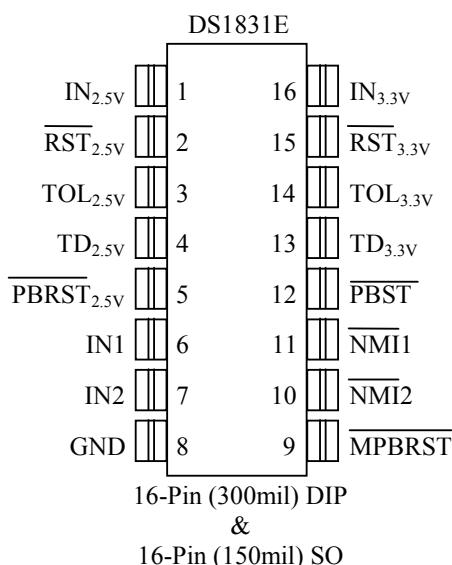 DS1831E
IN2.5V 1 16 IN3.3V
RST2.5V 2 15 RST3.3V
TOL2.5V 3 14 TOL3.3V
TD2.5V 4 13 TD3.3V
PBRST2.5V 5 12 PBST
IN1 6 11 NMI1
IN2 7 10 NMI2
GND 8 9 MPBRST
16-Pin (300mil) DIP
&
16-Pin (150mil) SO